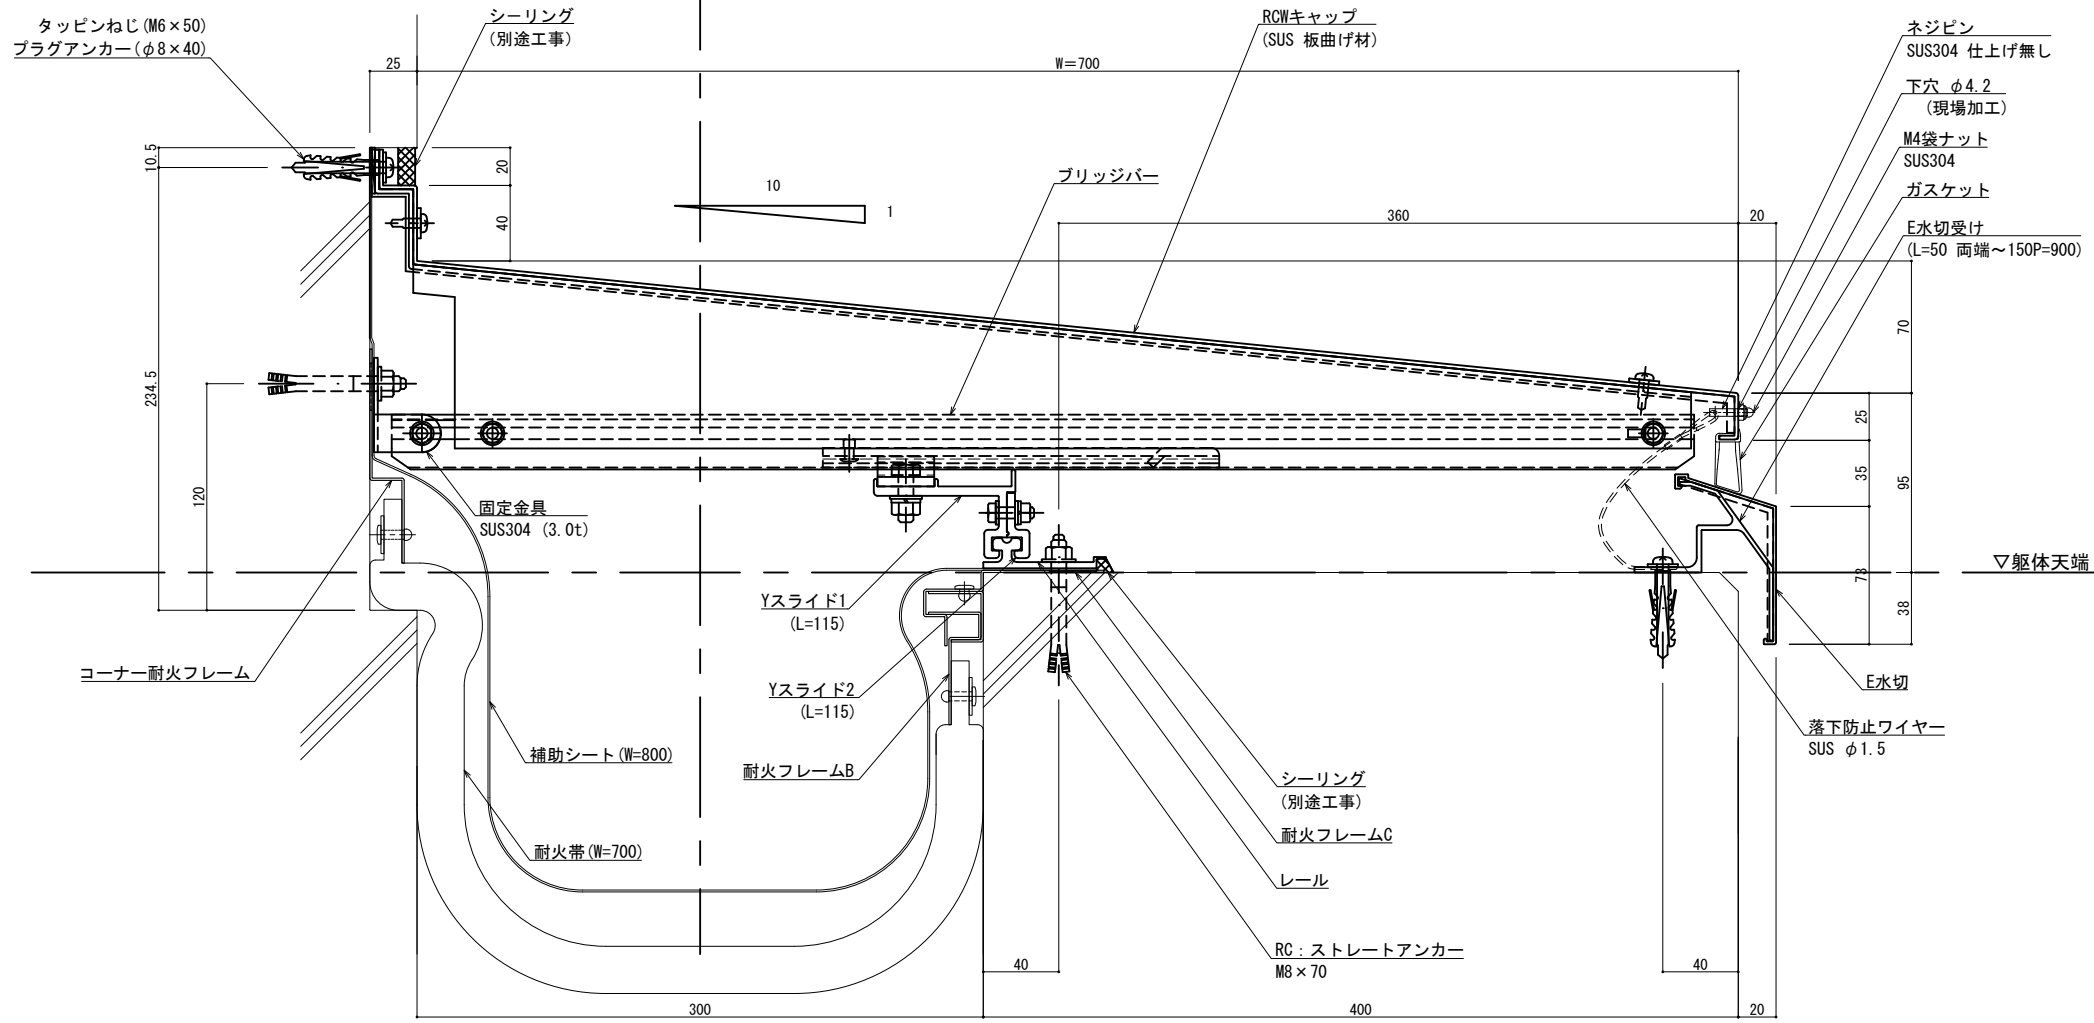 タッピンねじ(M6×50)
プラグアンカー(φ8×40)
シーリング
(別途工事)
RCWキャップ
(SUS 板曲げ材)
ネジピン
SUS304 仕上げ無し
下穴 φ4.2
(現場加工)
M4袋ナット
SUS304
ガスケット
E水切受け
(L=50 両端～150P=900)
25
W=700
10.5
20
40
10
1
ブリッジバー
360
20
70
234.5
120
25
35
95
73
38
▽躯体天端
固定金具
SUS304 (3.0t)
Yスライド1
(L=115)
Yスライド2
(L=115)
コーナー耐火フレーム
補助シート(W=800)
耐火フレームB
耐火帯(W=700)
E水切
落下防止ワイヤー
SUS φ1.5
シーリング
(別途工事)
耐火フレームC
レール
RC：ストレートアンカー
M8×70
40
40
300
400
20